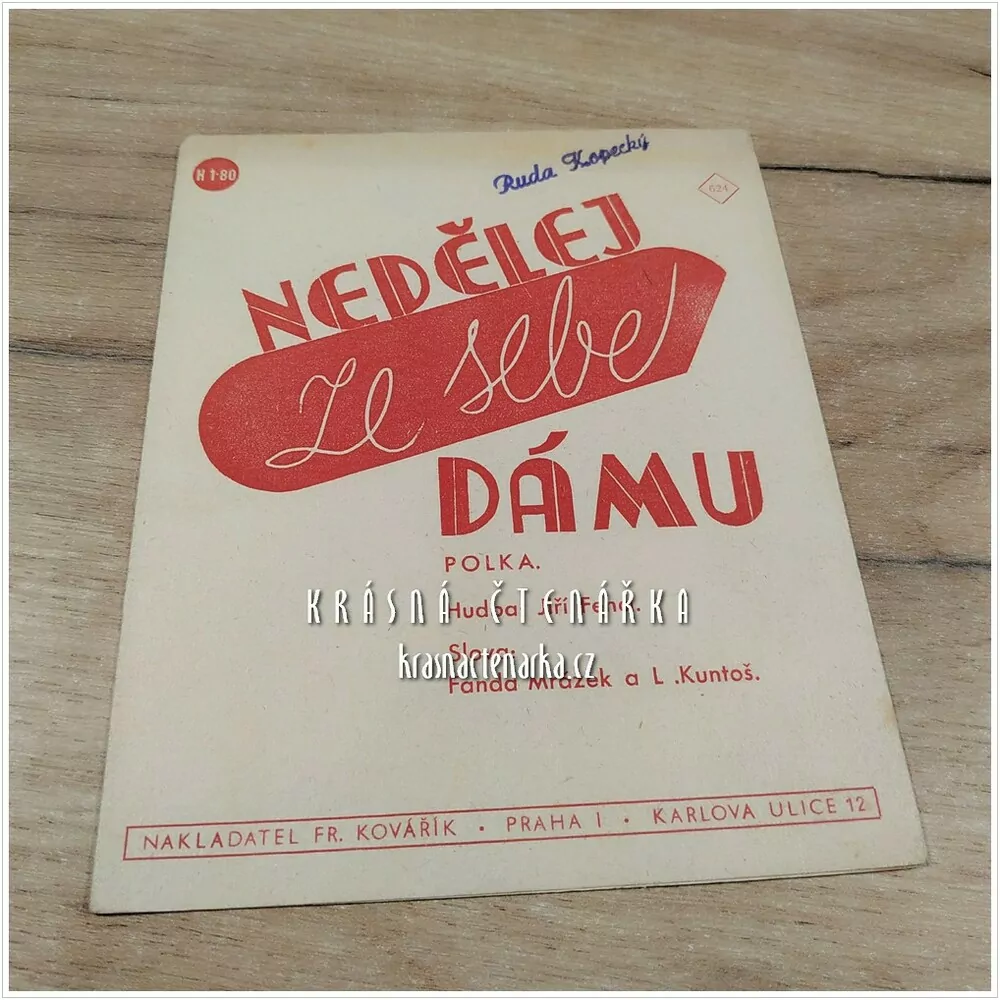 H 1·80
Ruda Kopecký
624
NEDĚLEJ
ze sebe
DÁMU
POLKA.
Hudba: Jiří
KRÁSNÁ ČTENÁŘKA
Slova:
krasnactenarka.cz
Fanda Mrázek a L .Kuntoš.
NAKLADATEL FR. KOVÁŘÍK • PRAHA I • KARLOVA ULICE 12